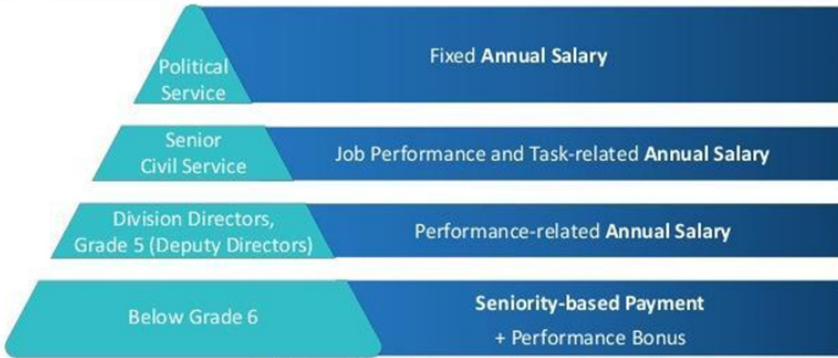 Political
Service
Fixed Annual Salary
Senior
Civil Service
Job Performance and Task-related Annual Salary
Division Directors,
Grade 5 (Deputy Directors)
Performance-related Annual Salary
Below Grade 6
Seniority-based Payment
+ Performance Bonus